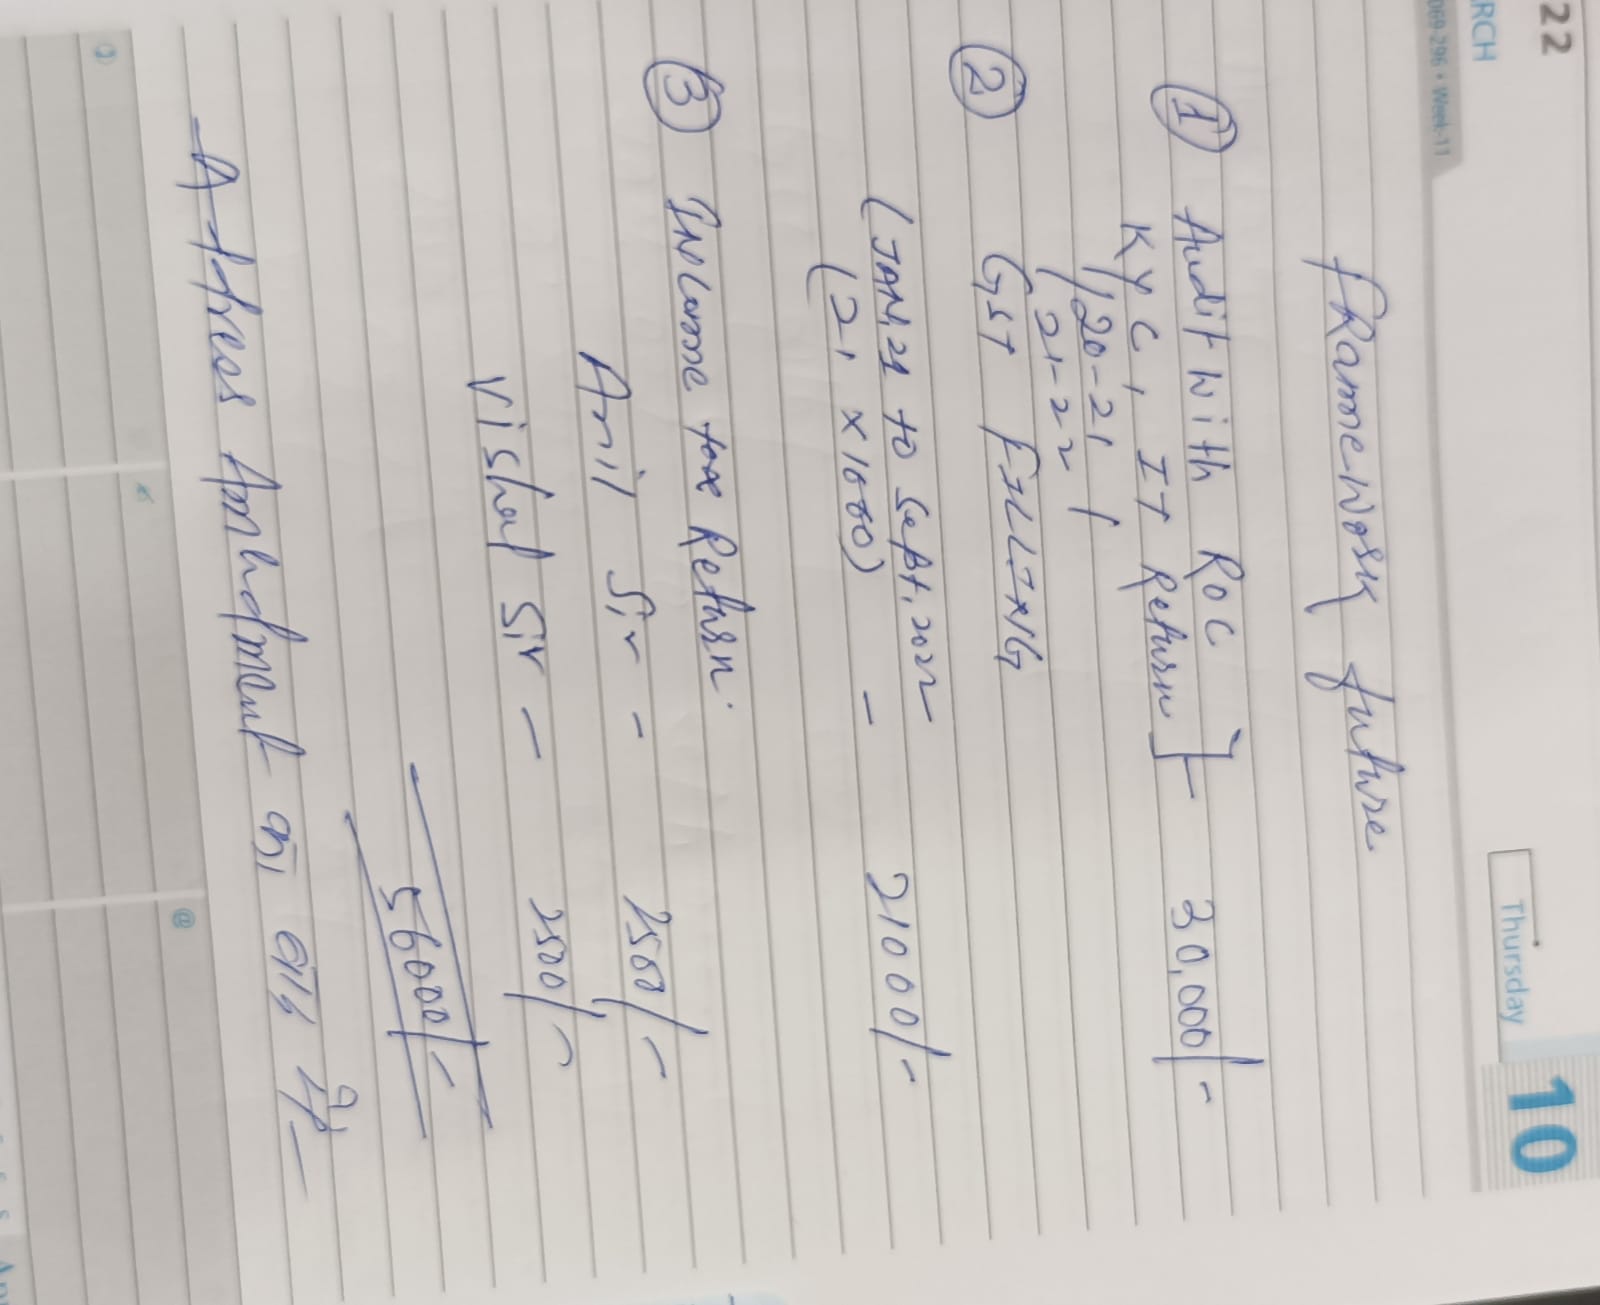 22
RCH
Thursday
10
069-296 • Week-11
Framework future
① Audit with ROC
KYC, IT Return
30,000/-
20-21
21-22
② GST FILLING
(JAN, 21 to Sept, 2022
(21 × 1000) - 21000/-
③ INCome tax Return.
Anil Sir - 2500/-
Vishal Sir - 2500/-
56000/-
Address Amendment का बाद में
@